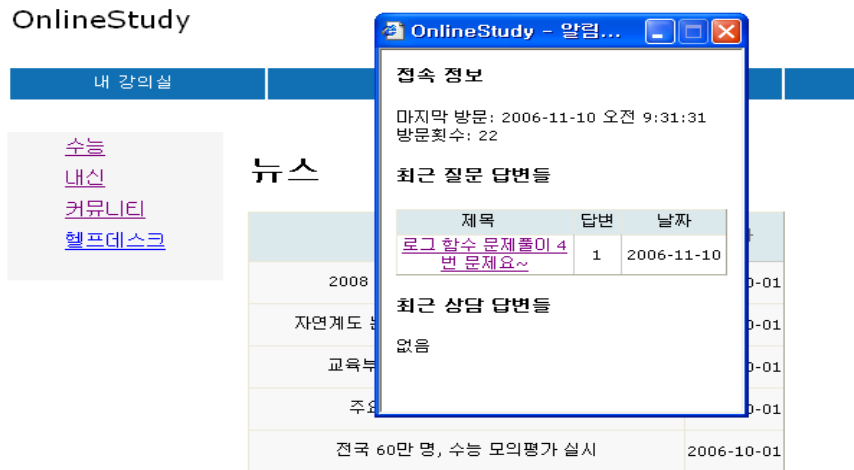 OnlineStudy
OnlineStudy - 알림...
내 강의실
접속 정보
마지막 방문: 2006-11-10 오전 9:31:31
방문횟수: 22
수능
내신
커뮤니티
헬프데스크
뉴스
최근 질문 답변들
제목 답변 날짜
로그 함수 문제풀이 4
번 문제요~
1 2006-11-10
최근 상담 답변들
없음
2008
0-01
자연계도
0-01
교육부
0-01
주요
0-01
전국 60만 명, 수능 모의평가 실시 2006-10-01